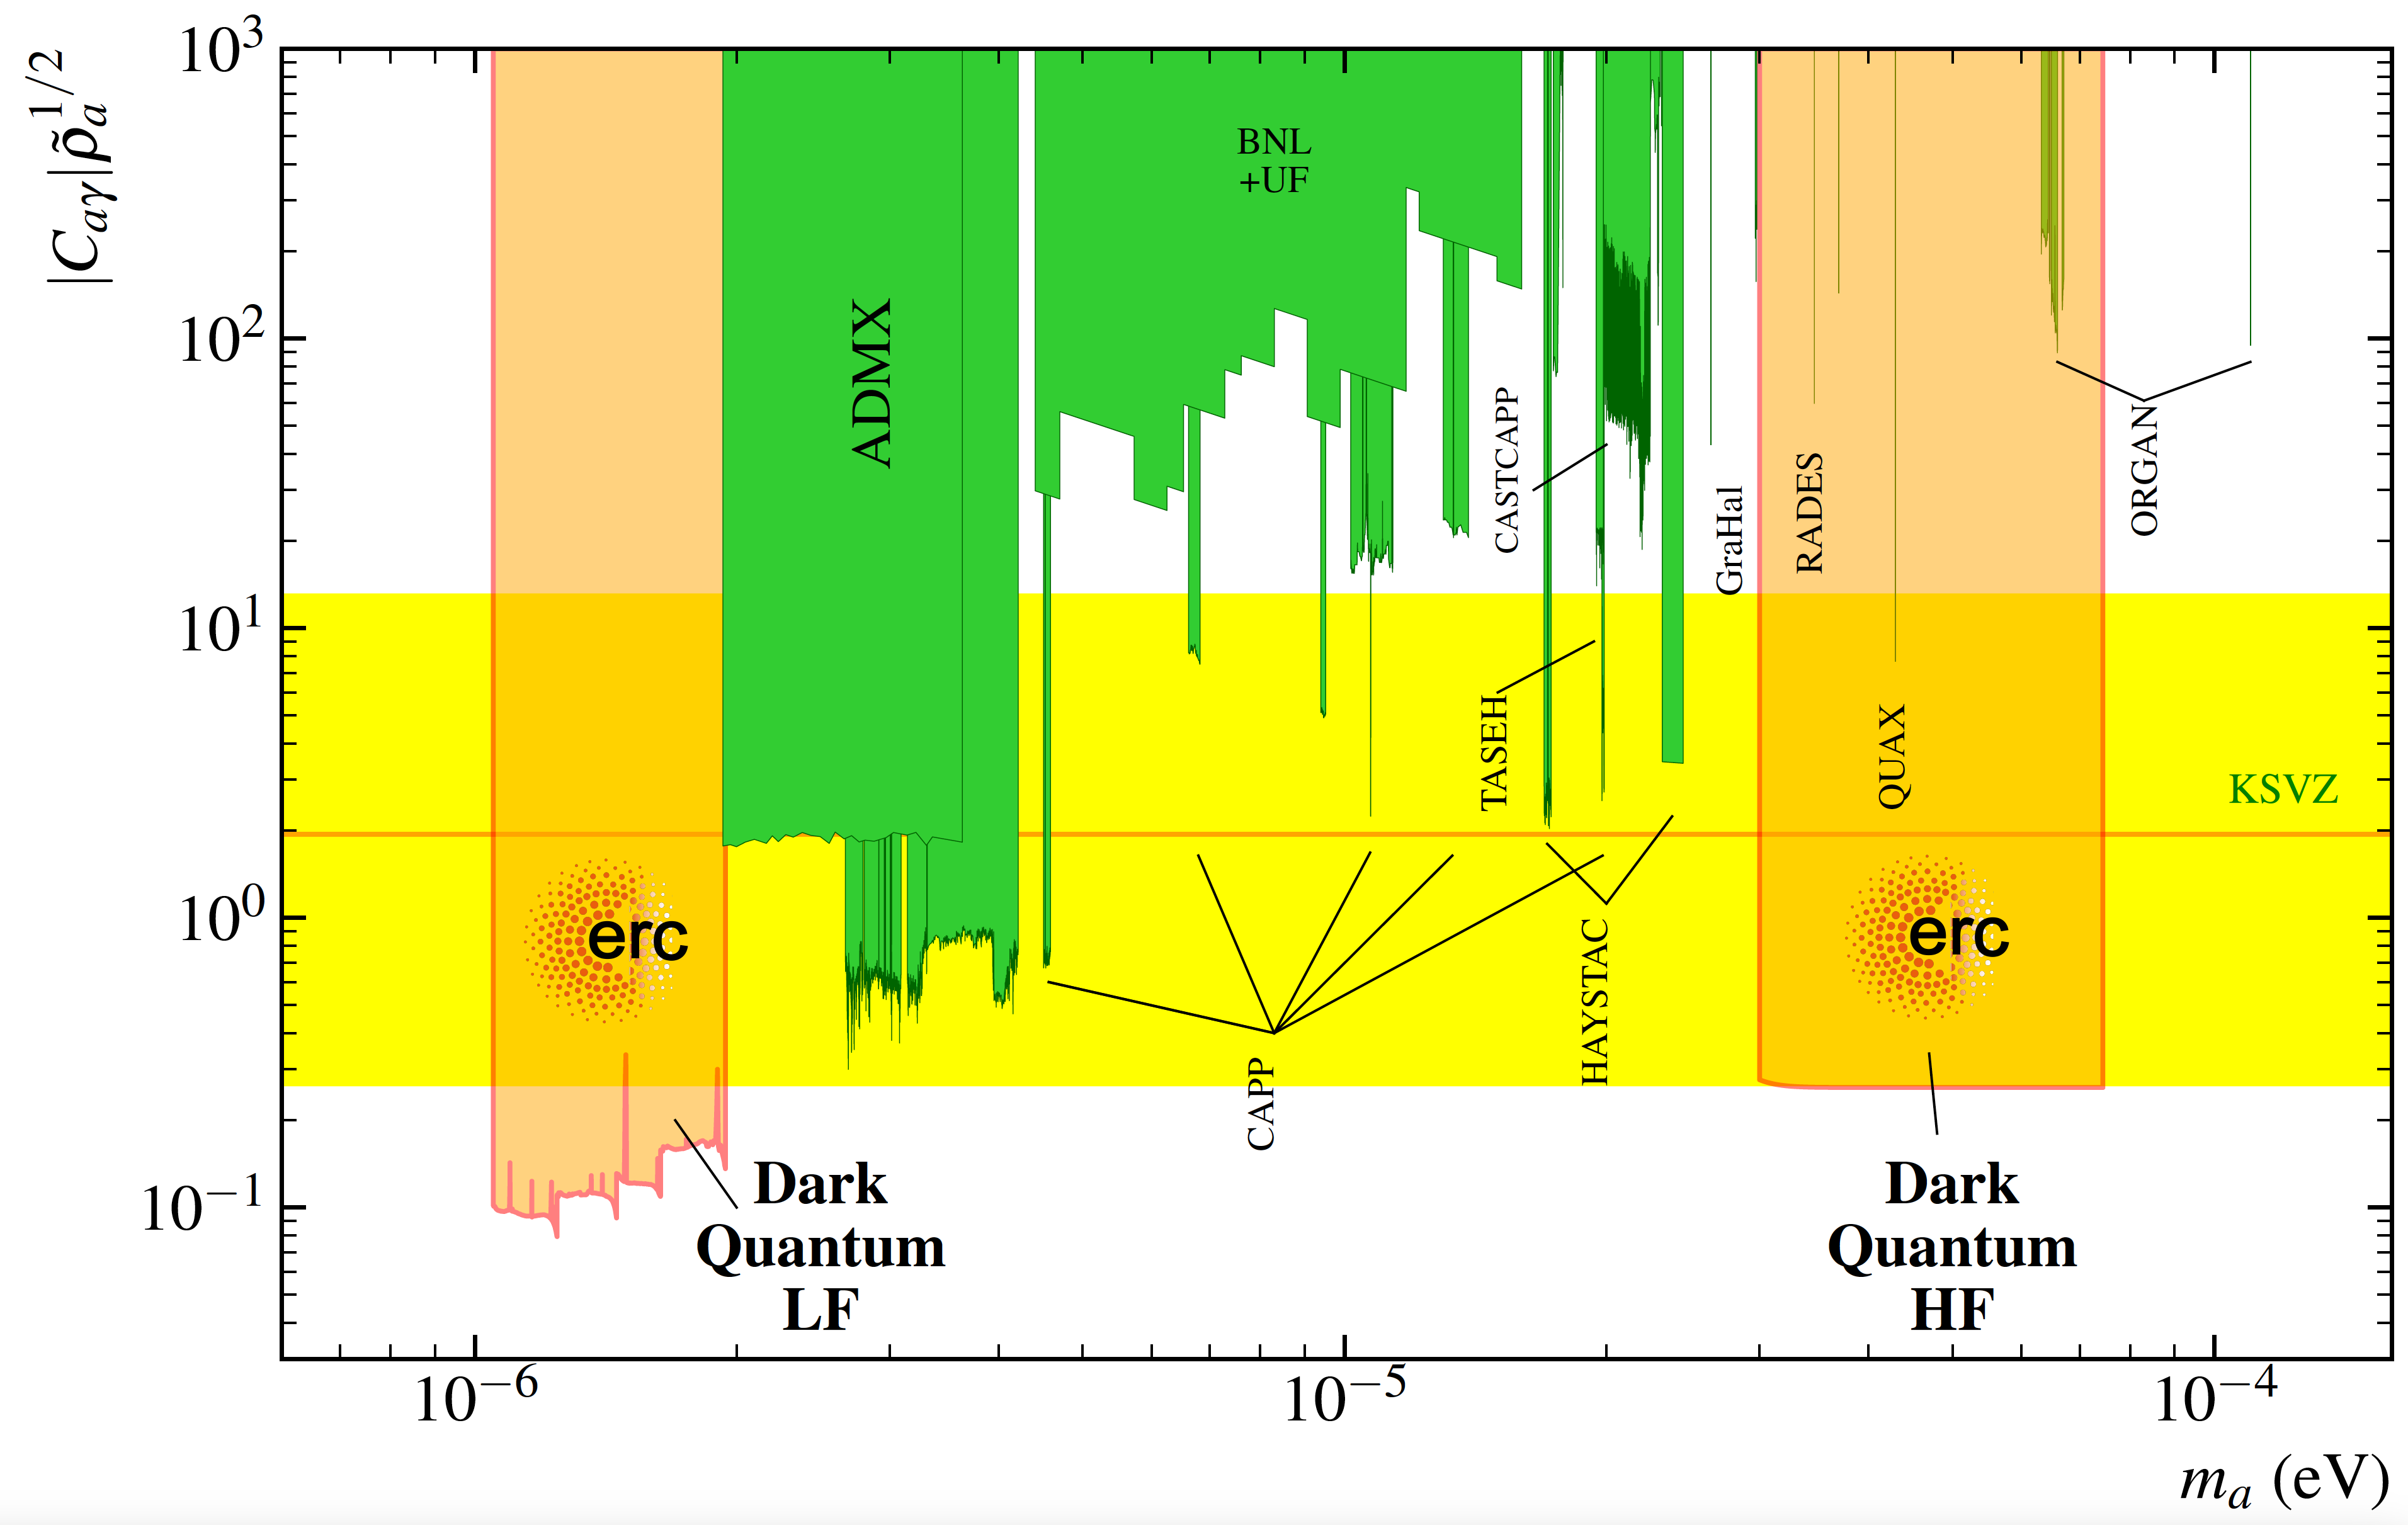 |C_{aγ}|ρ̃_a^{1/2}
10^3
10^2
10^1
10^0
10^{−1}
ADMX
BNL
+UF
CASTCAPP
TASEH
GraHal
RADES
QUAX
ORGAN
KSVZ
HAYSTAC
CAPP
erc
erc
Dark
Quantum
LF
Dark
Quantum
HF
10^{−6}
10^{−5}
10^{−4}
m_a (eV)